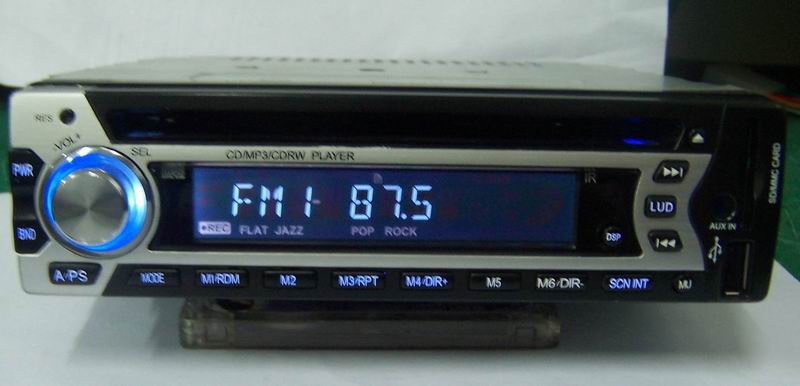 RES
VOL+
SEL
CD/MP3/CDRW PLAYER
IR
SD/MMC CARD
PWR
BND
FM1 87.5
REC FLAT JAZZ POP ROCK
LUD
DSP
AUX IN
A/PS
MODE
M1/RDM
M2
M3/RPT
M4/DIR+
M5
M6/DIR-
SCN INT
MU